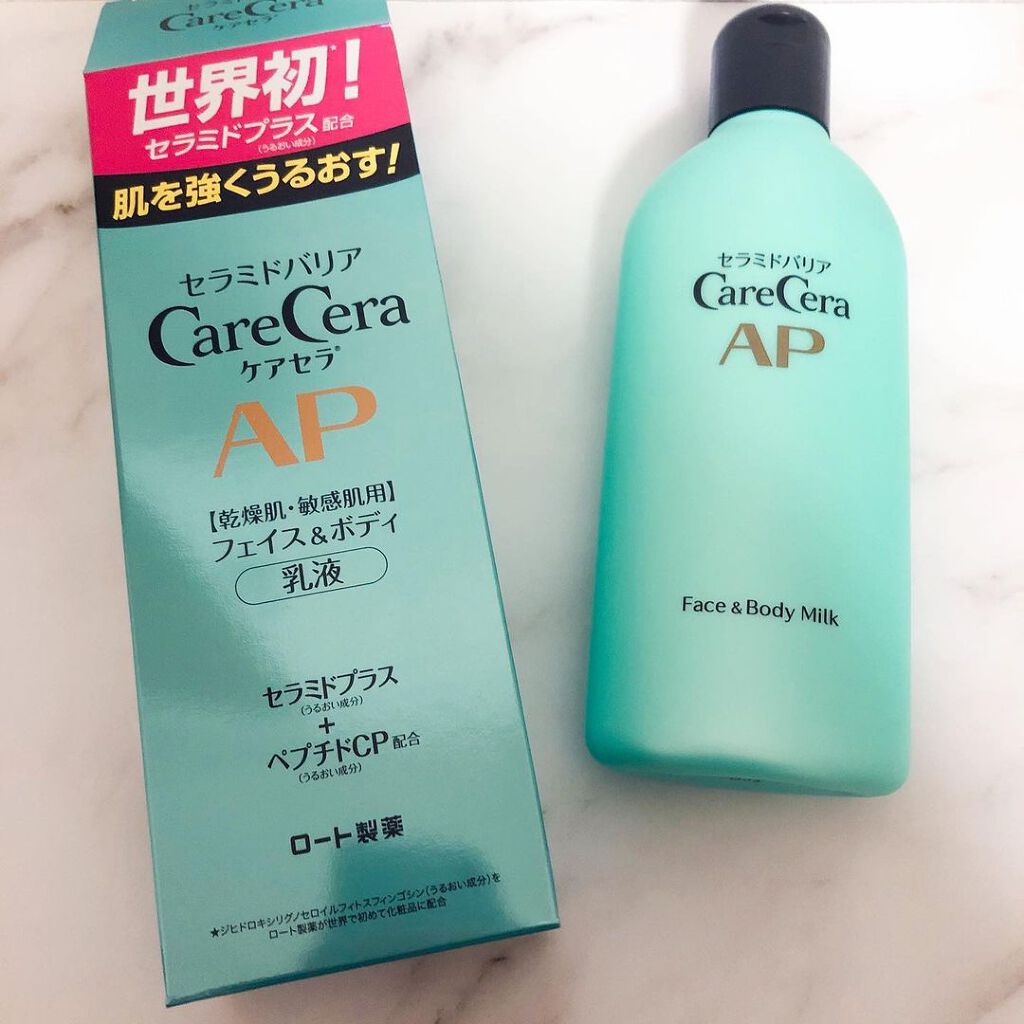 セラミド
CareCera
世界初*!
セラミドプラス配合
(うるおい成分)
肌を強くうるおす!
セラミドバリア
CareCera
ケアセラ®
AP
【乾燥肌・敏感肌用】
フェイス&ボディ
乳液
セラミドプラス
(うるおい成分)
+
ペプチドCP配合
(うるおい成分)
ロート製薬
★ジヒドロキシリグノセロイルフィトスフィンゴシン(うるおい成分)を
ロート製薬が世界で初めて化粧品に配合
セラミドバリア
CareCera
AP
Face & Body Milk